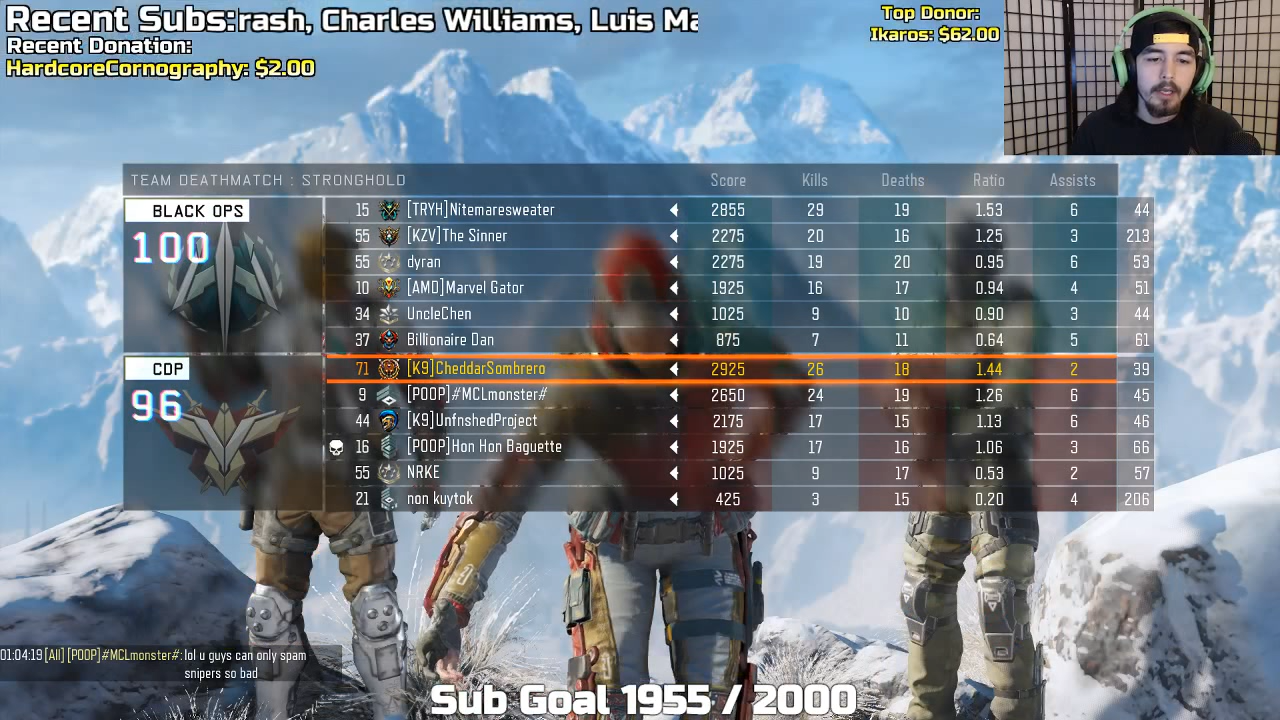 Recent Subs: rash, Charles Williams, Luis Ma
Recent Donation:
HardcoreCornography: $2.00
Top Donor:
Ikaros: $62.00
TEAM DEATHMATCH : STRONGHOLD Score Kills Deaths Ratio Assists
BLACK OPS
100
15 [TRYH]Nitemaresweater 2855 29 19 1.53 6 44
55 [KZV]The Sinner 2275 20 16 1.25 3 213
55 dyran 2275 19 20 0.95 6 53
10 [AMD]Marvel Gator 1925 16 17 0.94 4 51
34 UncleChen 1025 9 10 0.90 3 44
37 Billionaire Dan 875 7 11 0.64 5 61
CDP
96
71 [K9]CheddarSombrero 2925 26 18 1.44 2 39
9 [POOP]#MCLmonster# 2650 24 19 1.26 6 45
44 [K9]UnfnshedProject 2175 17 15 1.13 6 46
16 [POOP]Hon Hon Baguette 1925 17 16 1.06 3 66
55 NRKE 1025 9 17 0.53 2 57
21 non kuytok 425 3 15 0.20 4 206
01:04:19 [All] [POOP]#MCLmonster#: lol u guys can only spam
snipers so bad
Sub Goal 1955 / 2000